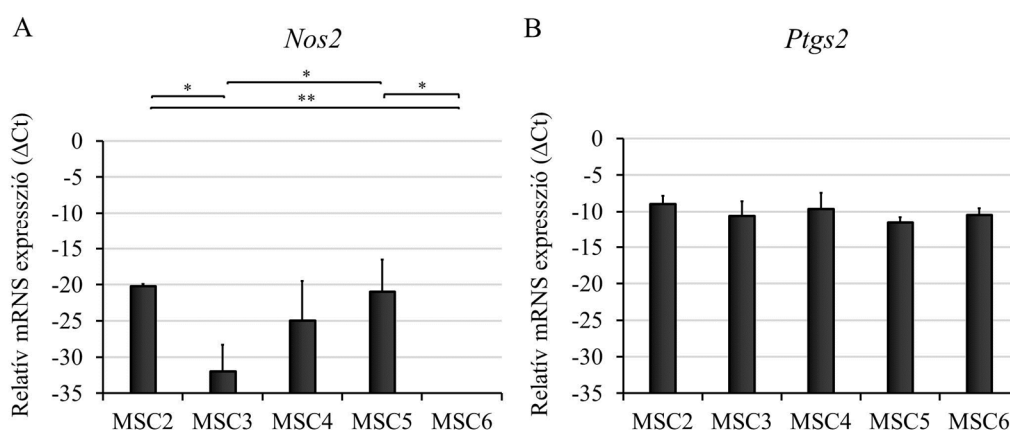 A
Nos2
*
*
*
**
Relatív mRNS expresszió (ΔCt)
0
-5
-10
-15
-20
-25
-30
-35
MSC2 MSC3 MSC4 MSC5 MSC6
B
Ptgs2
Relatív mRNS expresszió (ΔCt)
0
-5
-10
-15
-20
-25
-30
-35
MSC2 MSC3 MSC4 MSC5 MSC6